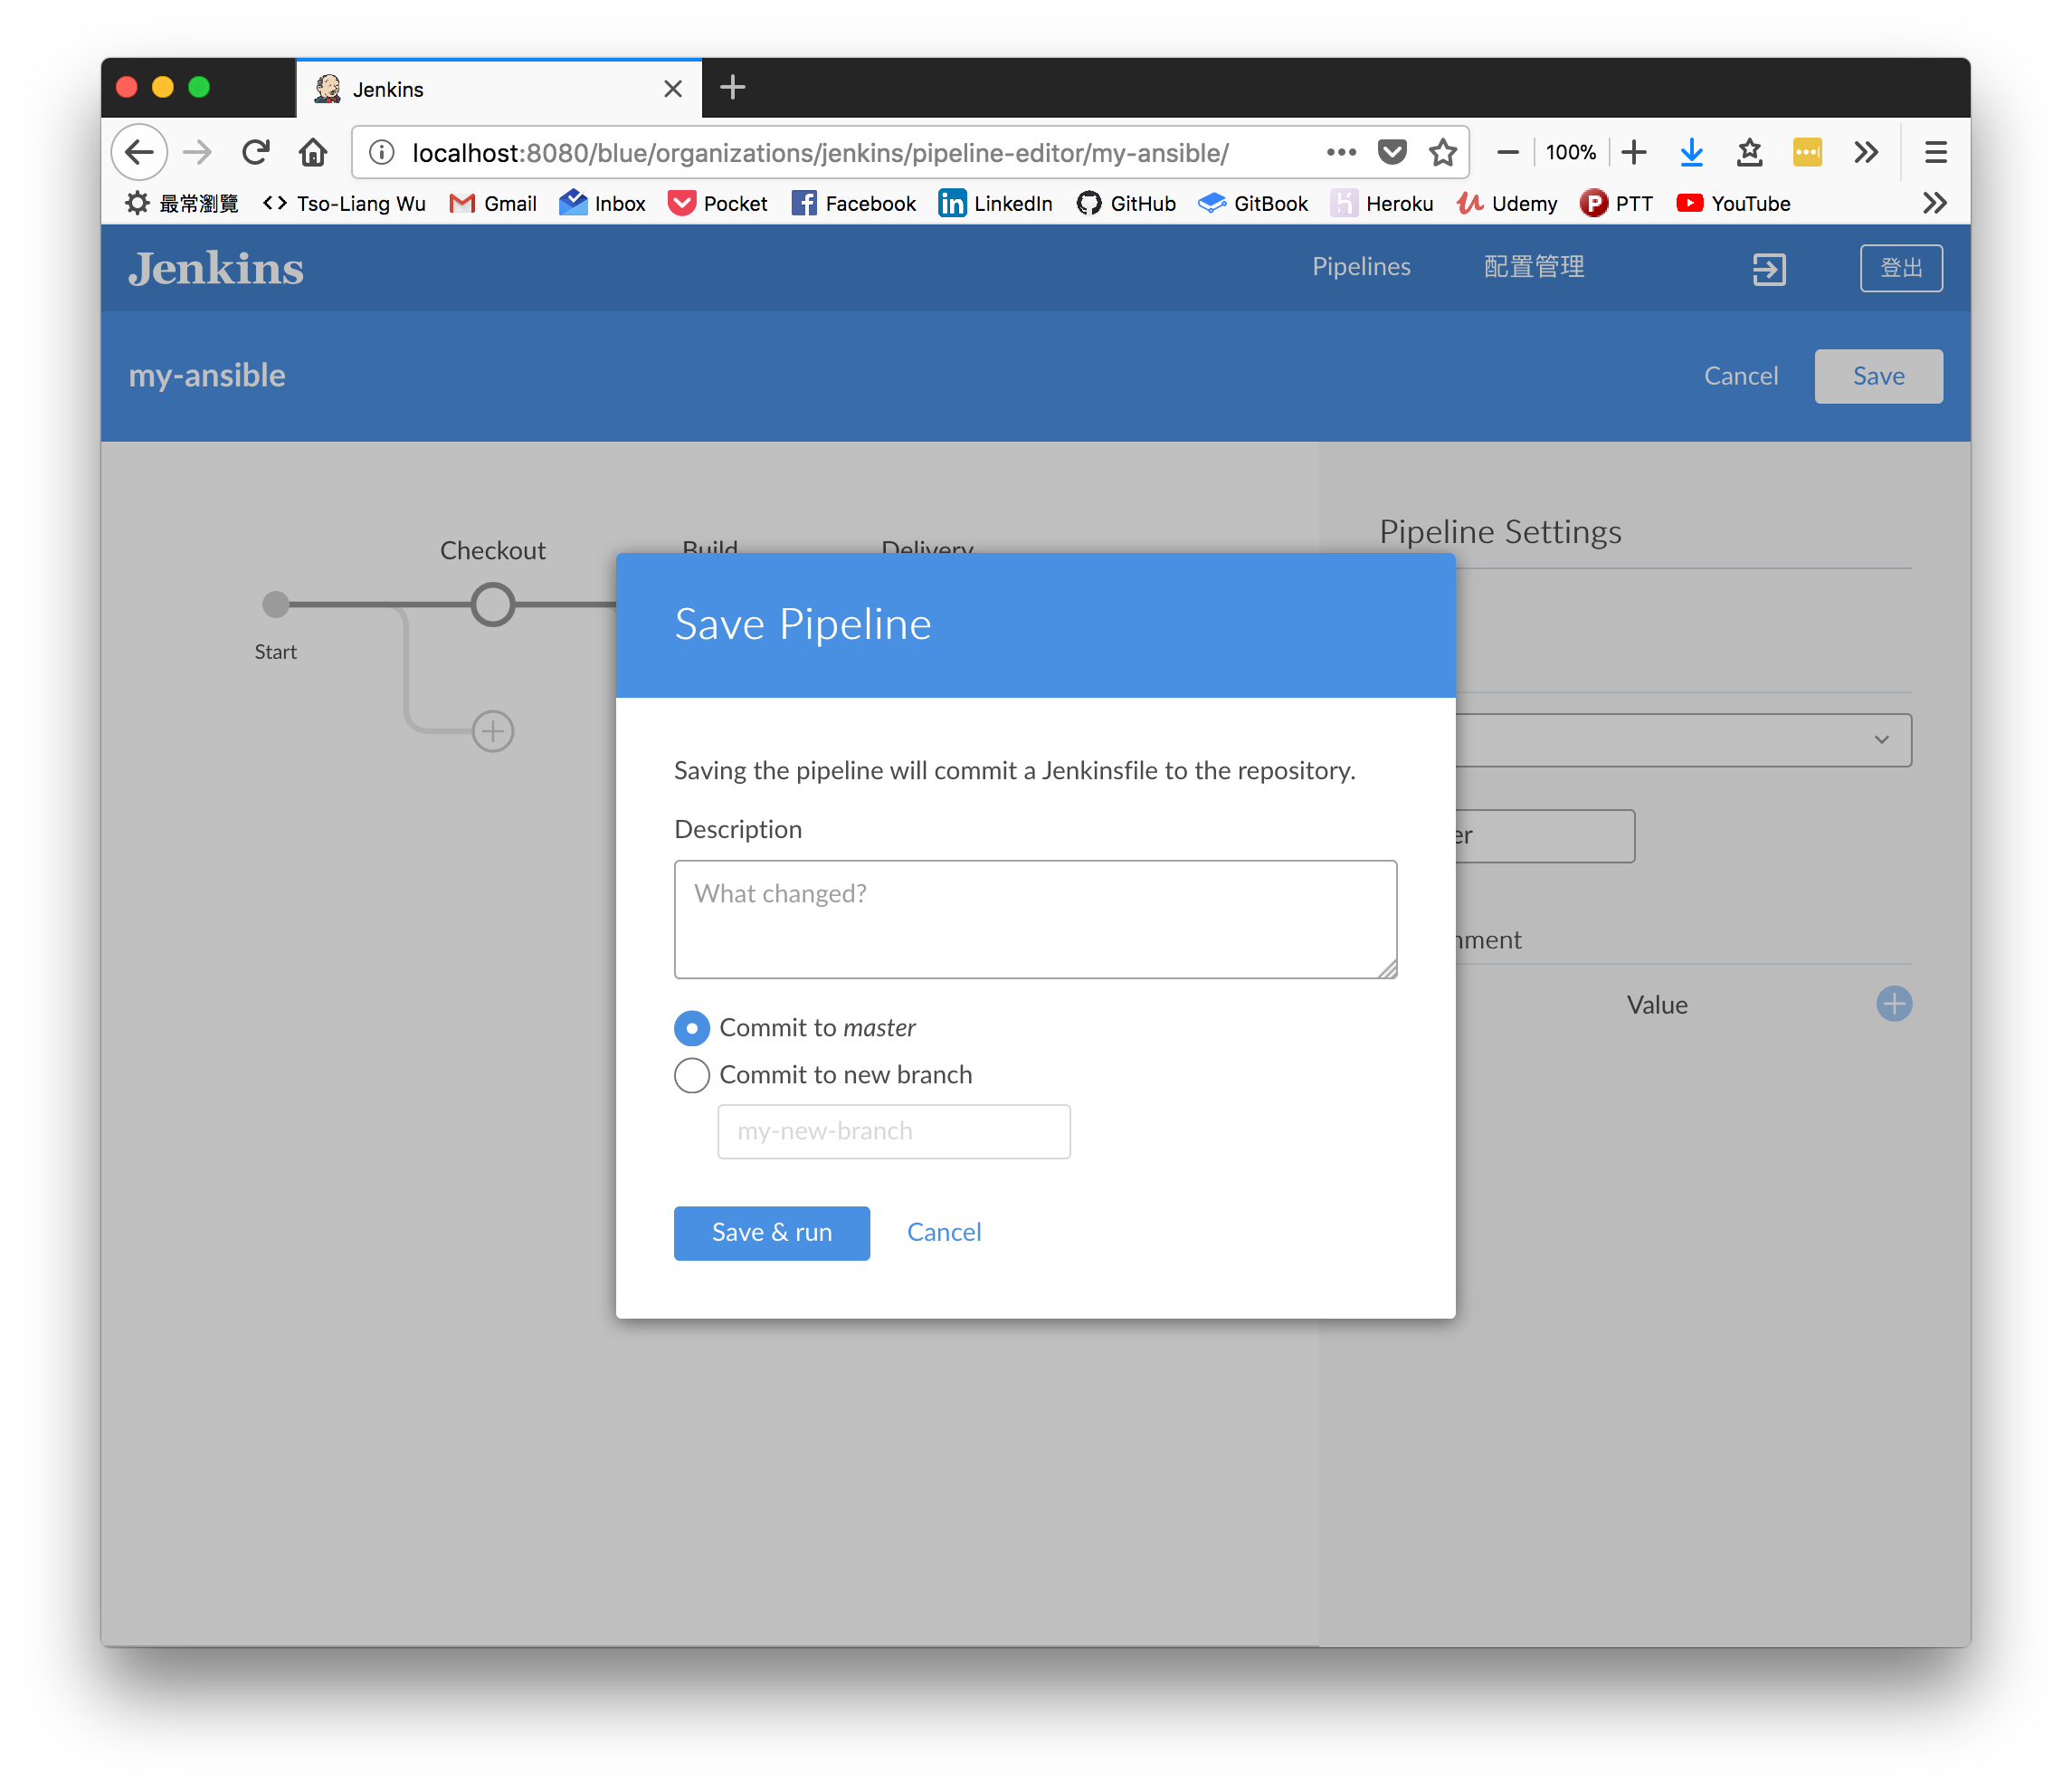 Jenkins
localhost:8080/blue/organizations/jenkins/pipeline-editor/my-ansible/
100%
最常瀏覽 Tso-Liang Wu Gmail Inbox Pocket Facebook LinkedIn GitHub GitBook Heroku Udemy PTT YouTube
Jenkins Pipelines 配置管理 登出
my-ansible Cancel Save
Pipeline Settings
Checkout Build Delivery
Start
Save Pipeline
Saving the pipeline will commit a Jenkinsfile to the repository.
Description
What changed?
Commit to master
Commit to new branch
my-new-branch
Save & run Cancel
Value